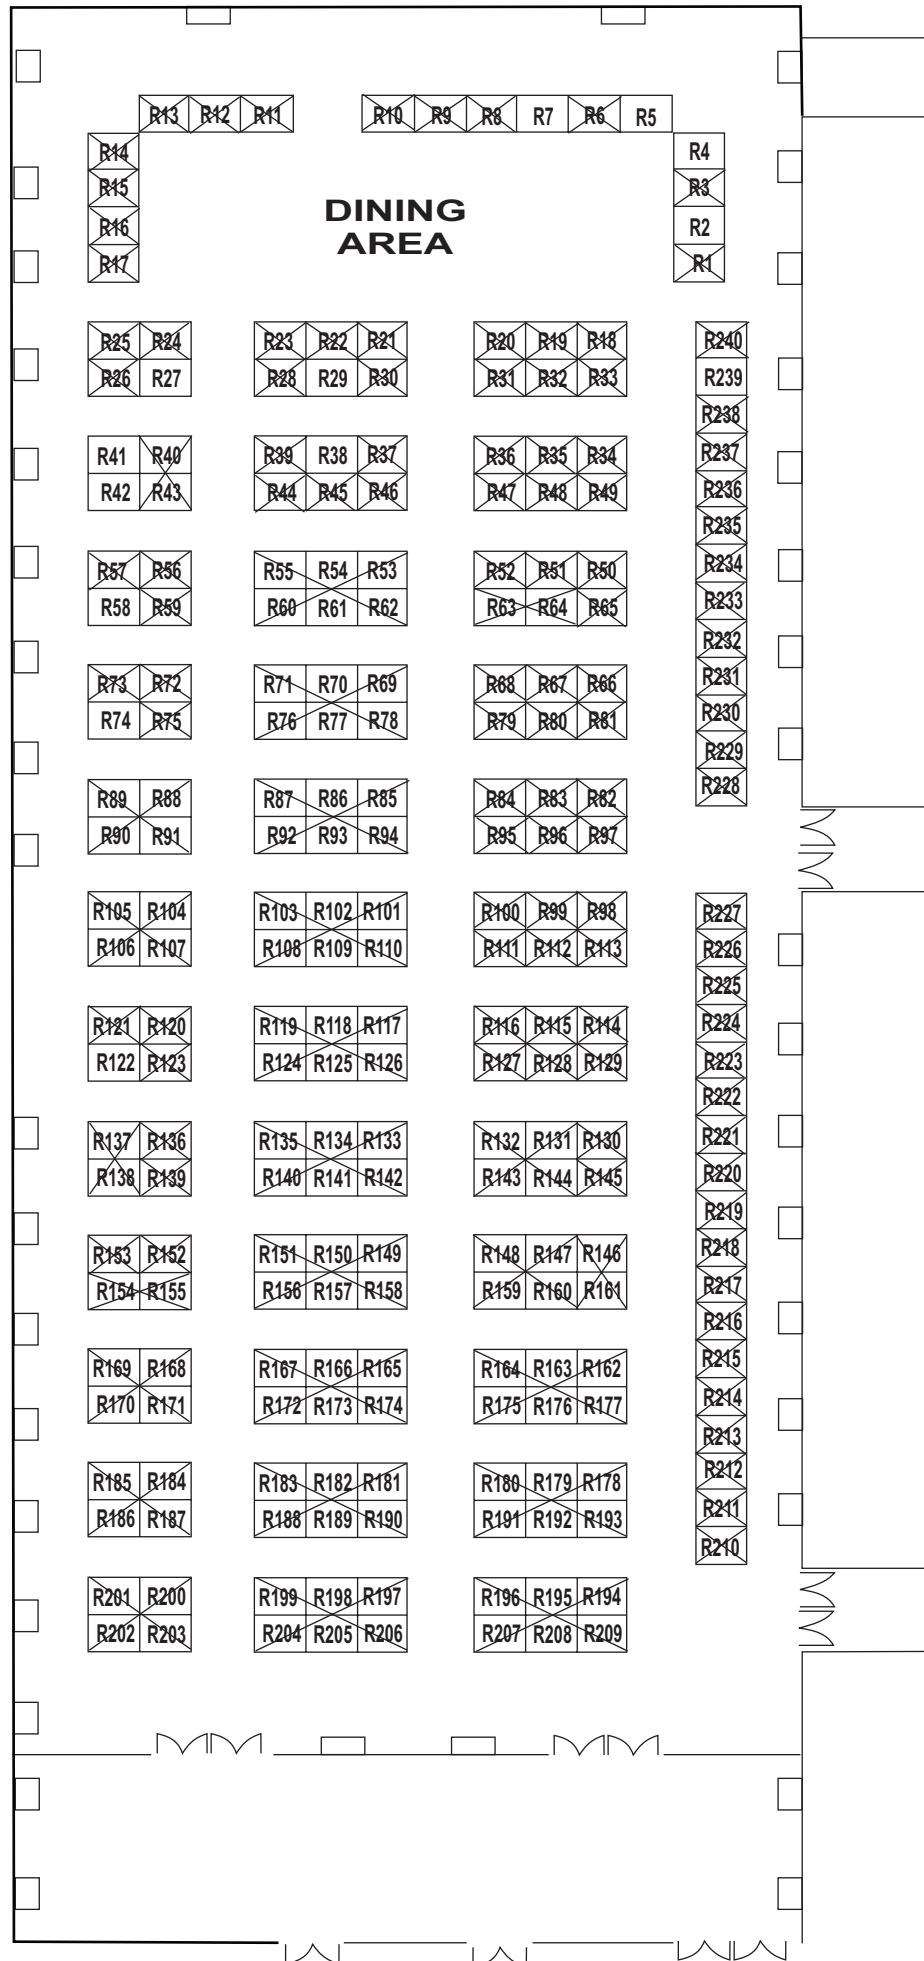 R13 R12 R11 R10 R9 R8 R7 R6 R5
R14 R4
R15 R3
R16 R2
R17 R1
DINING
AREA
R25 R24 R23 R22 R21 R20 R19 R18 R240
R26 R27 R28 R29 R30 R31 R32 R33 R239
R238
R41 R40 R39 R38 R37 R36 R35 R34 R237
R42 R43 R44 R45 R46 R47 R48 R49 R236
R235
R57 R56 R55 R54 R53 R52 R51 R50 R234
R58 R59 R60 R61 R62 R63 R64 R65 R233
R232
R73 R72 R71 R70 R69 R68 R67 R66 R231
R74 R75 R76 R77 R78 R79 R80 R81 R230
R229
R89 R88 R87 R86 R85 R84 R83 R82 R228
R90 R91 R92 R93 R94 R95 R96 R97
R105 R104 R103 R102 R101 R100 R99 R98 R227
R106 R107 R108 R109 R110 R111 R112 R113 R226
R225
R121 R120 R119 R118 R117 R116 R115 R114 R224
R122 R123 R124 R125 R126 R127 R128 R129 R223
R222
R137 R136 R135 R134 R133 R132 R131 R130 R221
R138 R139 R140 R141 R142 R143 R144 R145 R220
R219
R153 R152 R151 R150 R149 R148 R147 R146 R218
R154 R155 R156 R157 R158 R159 R160 R161 R217
R216
R169 R168 R167 R166 R165 R164 R163 R162 R215
R170 R171 R172 R173 R174 R175 R176 R177 R214
R213
R185 R184 R183 R182 R181 R180 R179 R178 R212
R186 R187 R188 R189 R190 R191 R192 R193 R211
R210
R201 R200 R199 R198 R197 R196 R195 R194
R202 R203 R204 R205 R206 R207 R208 R209